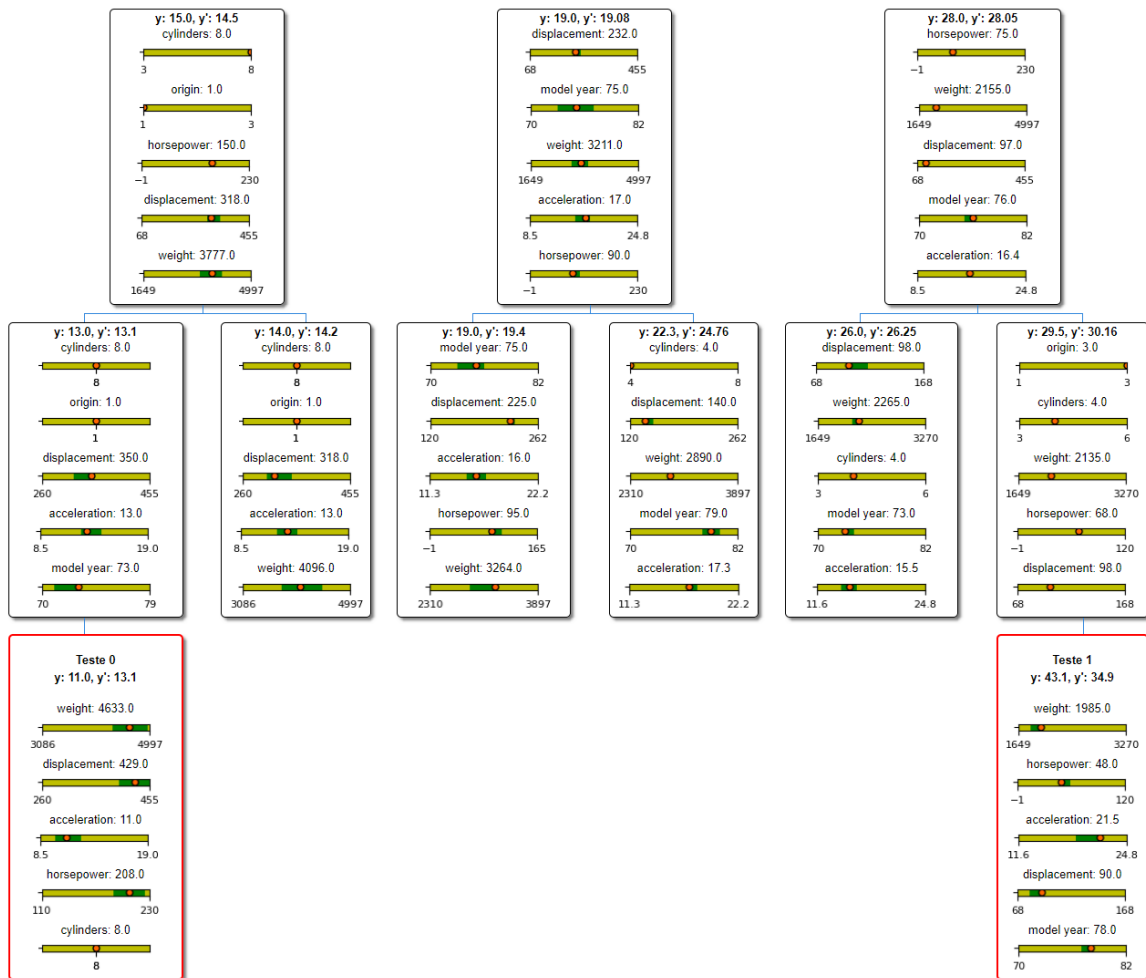 y: 15.0, y': 14.5
cylinders: 8.0
3 8
origin: 1.0
1 3
horsepower: 150.0
−1 230
displacement: 318.0
68 455
weight: 3777.0
1649 4997
y: 19.0, y': 19.08
displacement: 232.0
68 455
model year: 75.0
70 82
weight: 3211.0
1649 4997
acceleration: 17.0
8.5 24.8
horsepower: 90.0
−1 230
y: 28.0, y': 28.05
horsepower: 75.0
−1 230
weight: 2155.0
1649 4997
displacement: 97.0
68 455
model year: 76.0
70 82
acceleration: 16.4
8.5 24.8
y: 13.0, y': 13.1
cylinders: 8.0
8
origin: 1.0
1
displacement: 350.0
260 455
acceleration: 13.0
8.5 19.0
model year: 73.0
70 79
y: 14.0, y': 14.2
cylinders: 8.0
8
origin: 1.0
1
displacement: 318.0
260 455
acceleration: 13.0
8.5 19.0
weight: 4096.0
3086 4997
y: 19.0, y': 19.4
model year: 75.0
70 82
displacement: 225.0
120 262
acceleration: 16.0
11.3 22.2
horsepower: 95.0
−1 165
weight: 3264.0
2310 3897
y: 22.3, y': 24.76
cylinders: 4.0
4 8
displacement: 140.0
120 262
weight: 2890.0
2310 3897
model year: 79.0
70 82
acceleration: 17.3
11.3 22.2
y: 26.0, y': 26.25
displacement: 98.0
68 168
weight: 2265.0
1649 3270
cylinders: 4.0
3 6
model year: 73.0
70 82
acceleration: 15.5
11.6 24.8
y: 29.5, y': 30.16
origin: 3.0
1 3
cylinders: 4.0
3 6
weight: 2135.0
1649 3270
horsepower: 68.0
−1 120
displacement: 98.0
68 168
Teste 0
y: 11.0, y': 13.1
weight: 4633.0
3086 4997
displacement: 429.0
260 455
acceleration: 11.0
8.5 19.0
horsepower: 208.0
110 230
cylinders: 8.0
8
Teste 1
y: 43.1, y': 34.9
weight: 1985.0
1649 3270
horsepower: 48.0
−1 120
acceleration: 21.5
11.6 24.8
displacement: 90.0
68 168
model year: 78.0
70 82